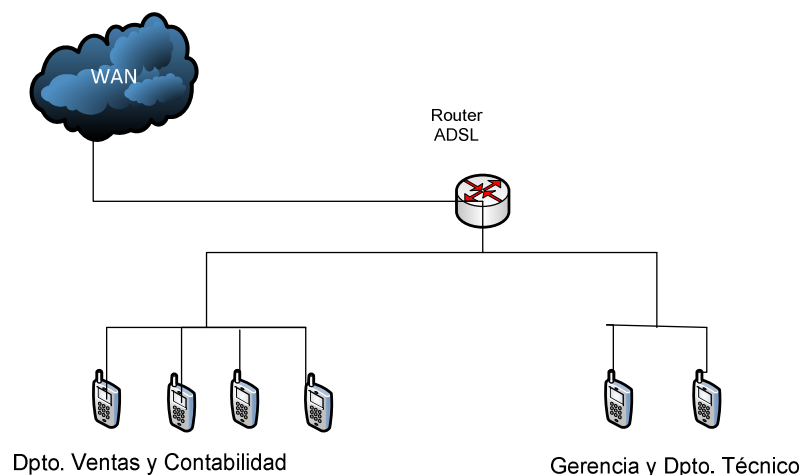 WAN
Router
ADSL
Dpto. Ventas y Contabilidad
Gerencia y Dpto. Técnico